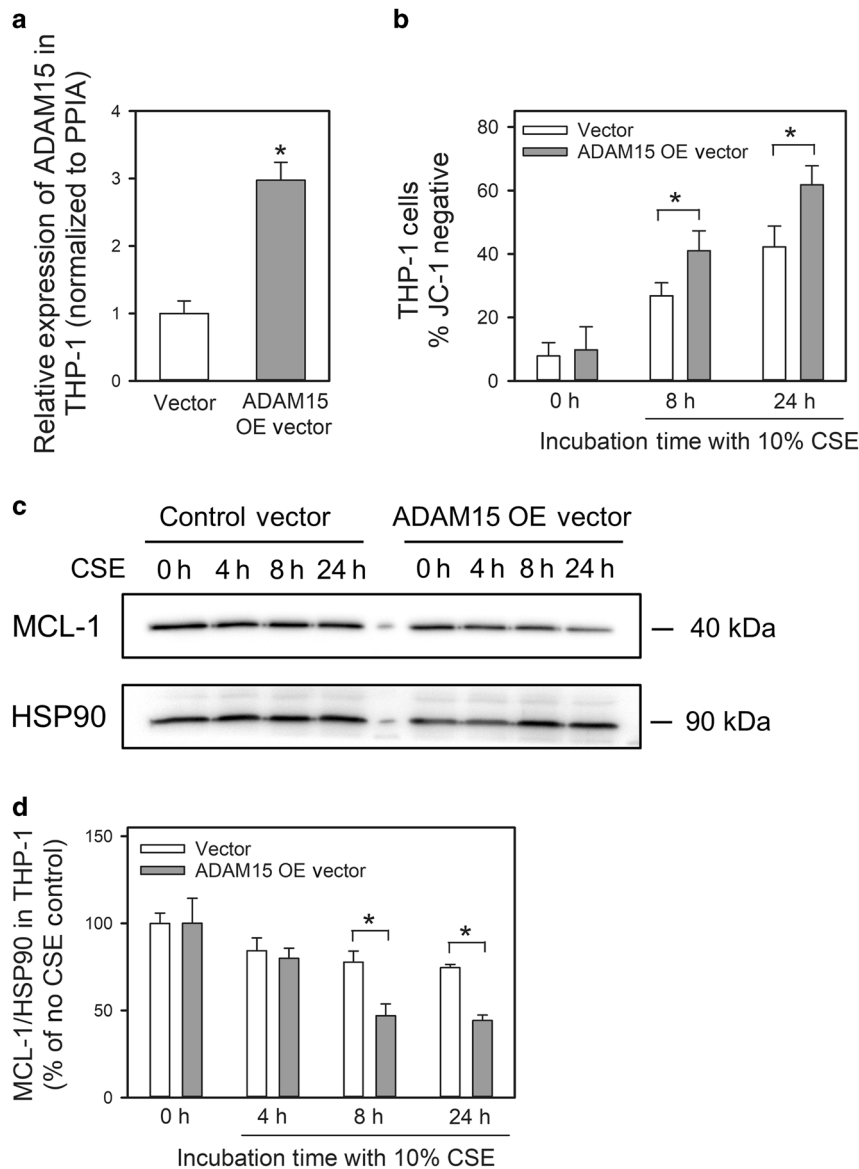 a
Relative expression of ADAM15 in
THP-1 (normalized to PPIA)
4
3
2
1
0
*
Vector
ADAM15
OE vector
b
THP-1 cells
% JC-1 negative
80
60
40
20
0
Vector
ADAM15 OE vector
*
*
0 h
8 h
24 h
Incubation time with 10% CSE
c
Control vector
ADAM15 OE vector
CSE 0 h 4 h 8 h 24 h 0 h 4 h 8 h 24 h
MCL-1
— 40 kDa
HSP90
— 90 kDa
d
MCL-1/HSP90 in THP-1
(% of no CSE control)
150
100
50
0
Vector
ADAM15 OE vector
*
*
0 h
4 h
8 h
24 h
Incubation time with 10% CSE